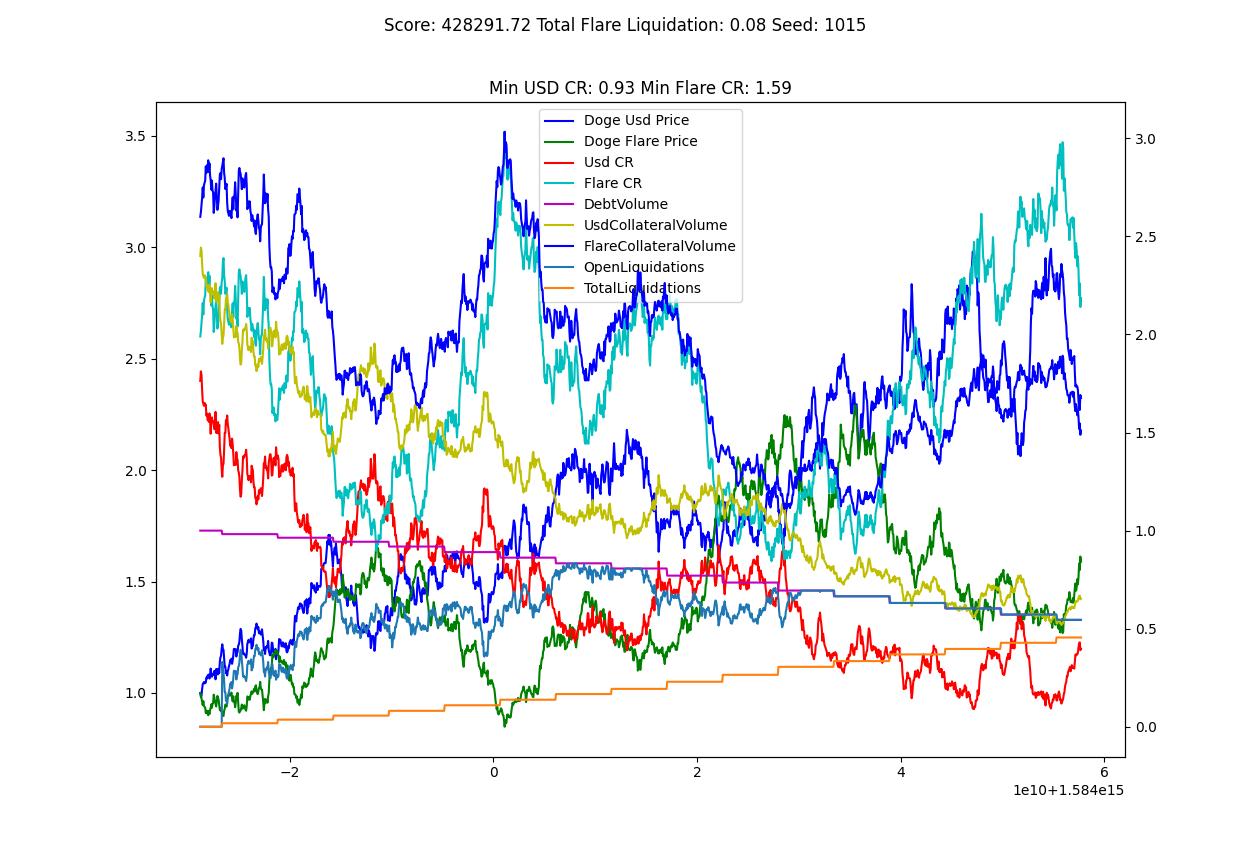 Score: 428291.72 Total Flare Liquidation: 0.08 Seed: 1015
Min USD CR: 0.93 Min Flare CR: 1.59
Doge Usd Price
Doge Flare Price
Usd CR
Flare CR
DebtVolume
UsdCollateralVolume
FlareCollateralVolume
OpenLiquidations
TotalLiquidations
3.5
3.0
2.5
2.0
1.5
1.0
3.0
2.5
2.0
1.5
1.0
0.5
0.0
−2
0
2
4
6
1e10+1.584e15